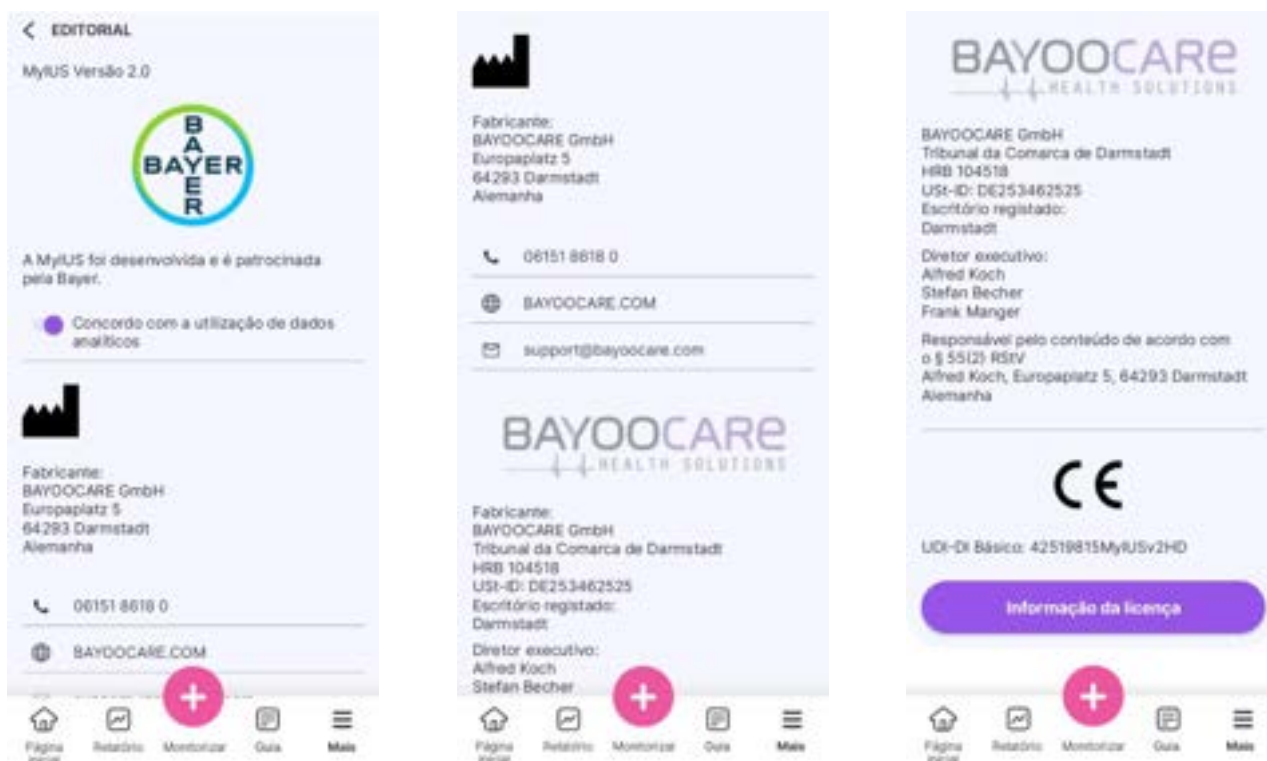 EDITORIAL
MyIUS Versão 2.0
BAYER
BAYER
A MyIUS foi desenvolvida e é patrocinada
pela Bayer.
Concordo com a utilização de dados
analíticos
Fabricante:
BAYOOCARE GmbH
Europaplatz 5
64293 Darmstadt
Alemanha
06151 8618 0
BAYOOCARE.COM
Página
inicial
Relatório
Monitorizar
Guia
Mais
Fabricante:
BAYOOCARE GmbH
Europaplatz 5
64293 Darmstadt
Alemanha
06151 8618 0
BAYOOCARE.COM
support@bayoocare.com
BAYOOCARe
HEALTH SOLUTIONS
Fabricante:
BAYOOCARE GmbH
Tribunal da Comarca de Darmstadt
HRB 104518
USt-ID: DE253462525
Escritório registado:
Darmstadt
Diretor executivo:
Alfred Koch
Stefan Becher
Página
inicial
Relatório
Monitorizar
Guia
Mais
BAYOOCARe
HEALTH SOLUTIONS
BAYOOCARE GmbH
Tribunal da Comarca de Darmstadt
HRB 104518
USt-ID: DE253462525
Escritório registado:
Darmstadt
Diretor executivo:
Alfred Koch
Stefan Becher
Frank Manger
Responsável pelo conteúdo de acordo com
o § 55(2) RStV
Alfred Koch, Europaplatz 5, 64293 Darmstadt
Alemanha
CE
UDI-DI Básico: 42519815MyIUSv2HD
Informação da licença
Página
inicial
Relatório
Monitorizar
Guia
Mais